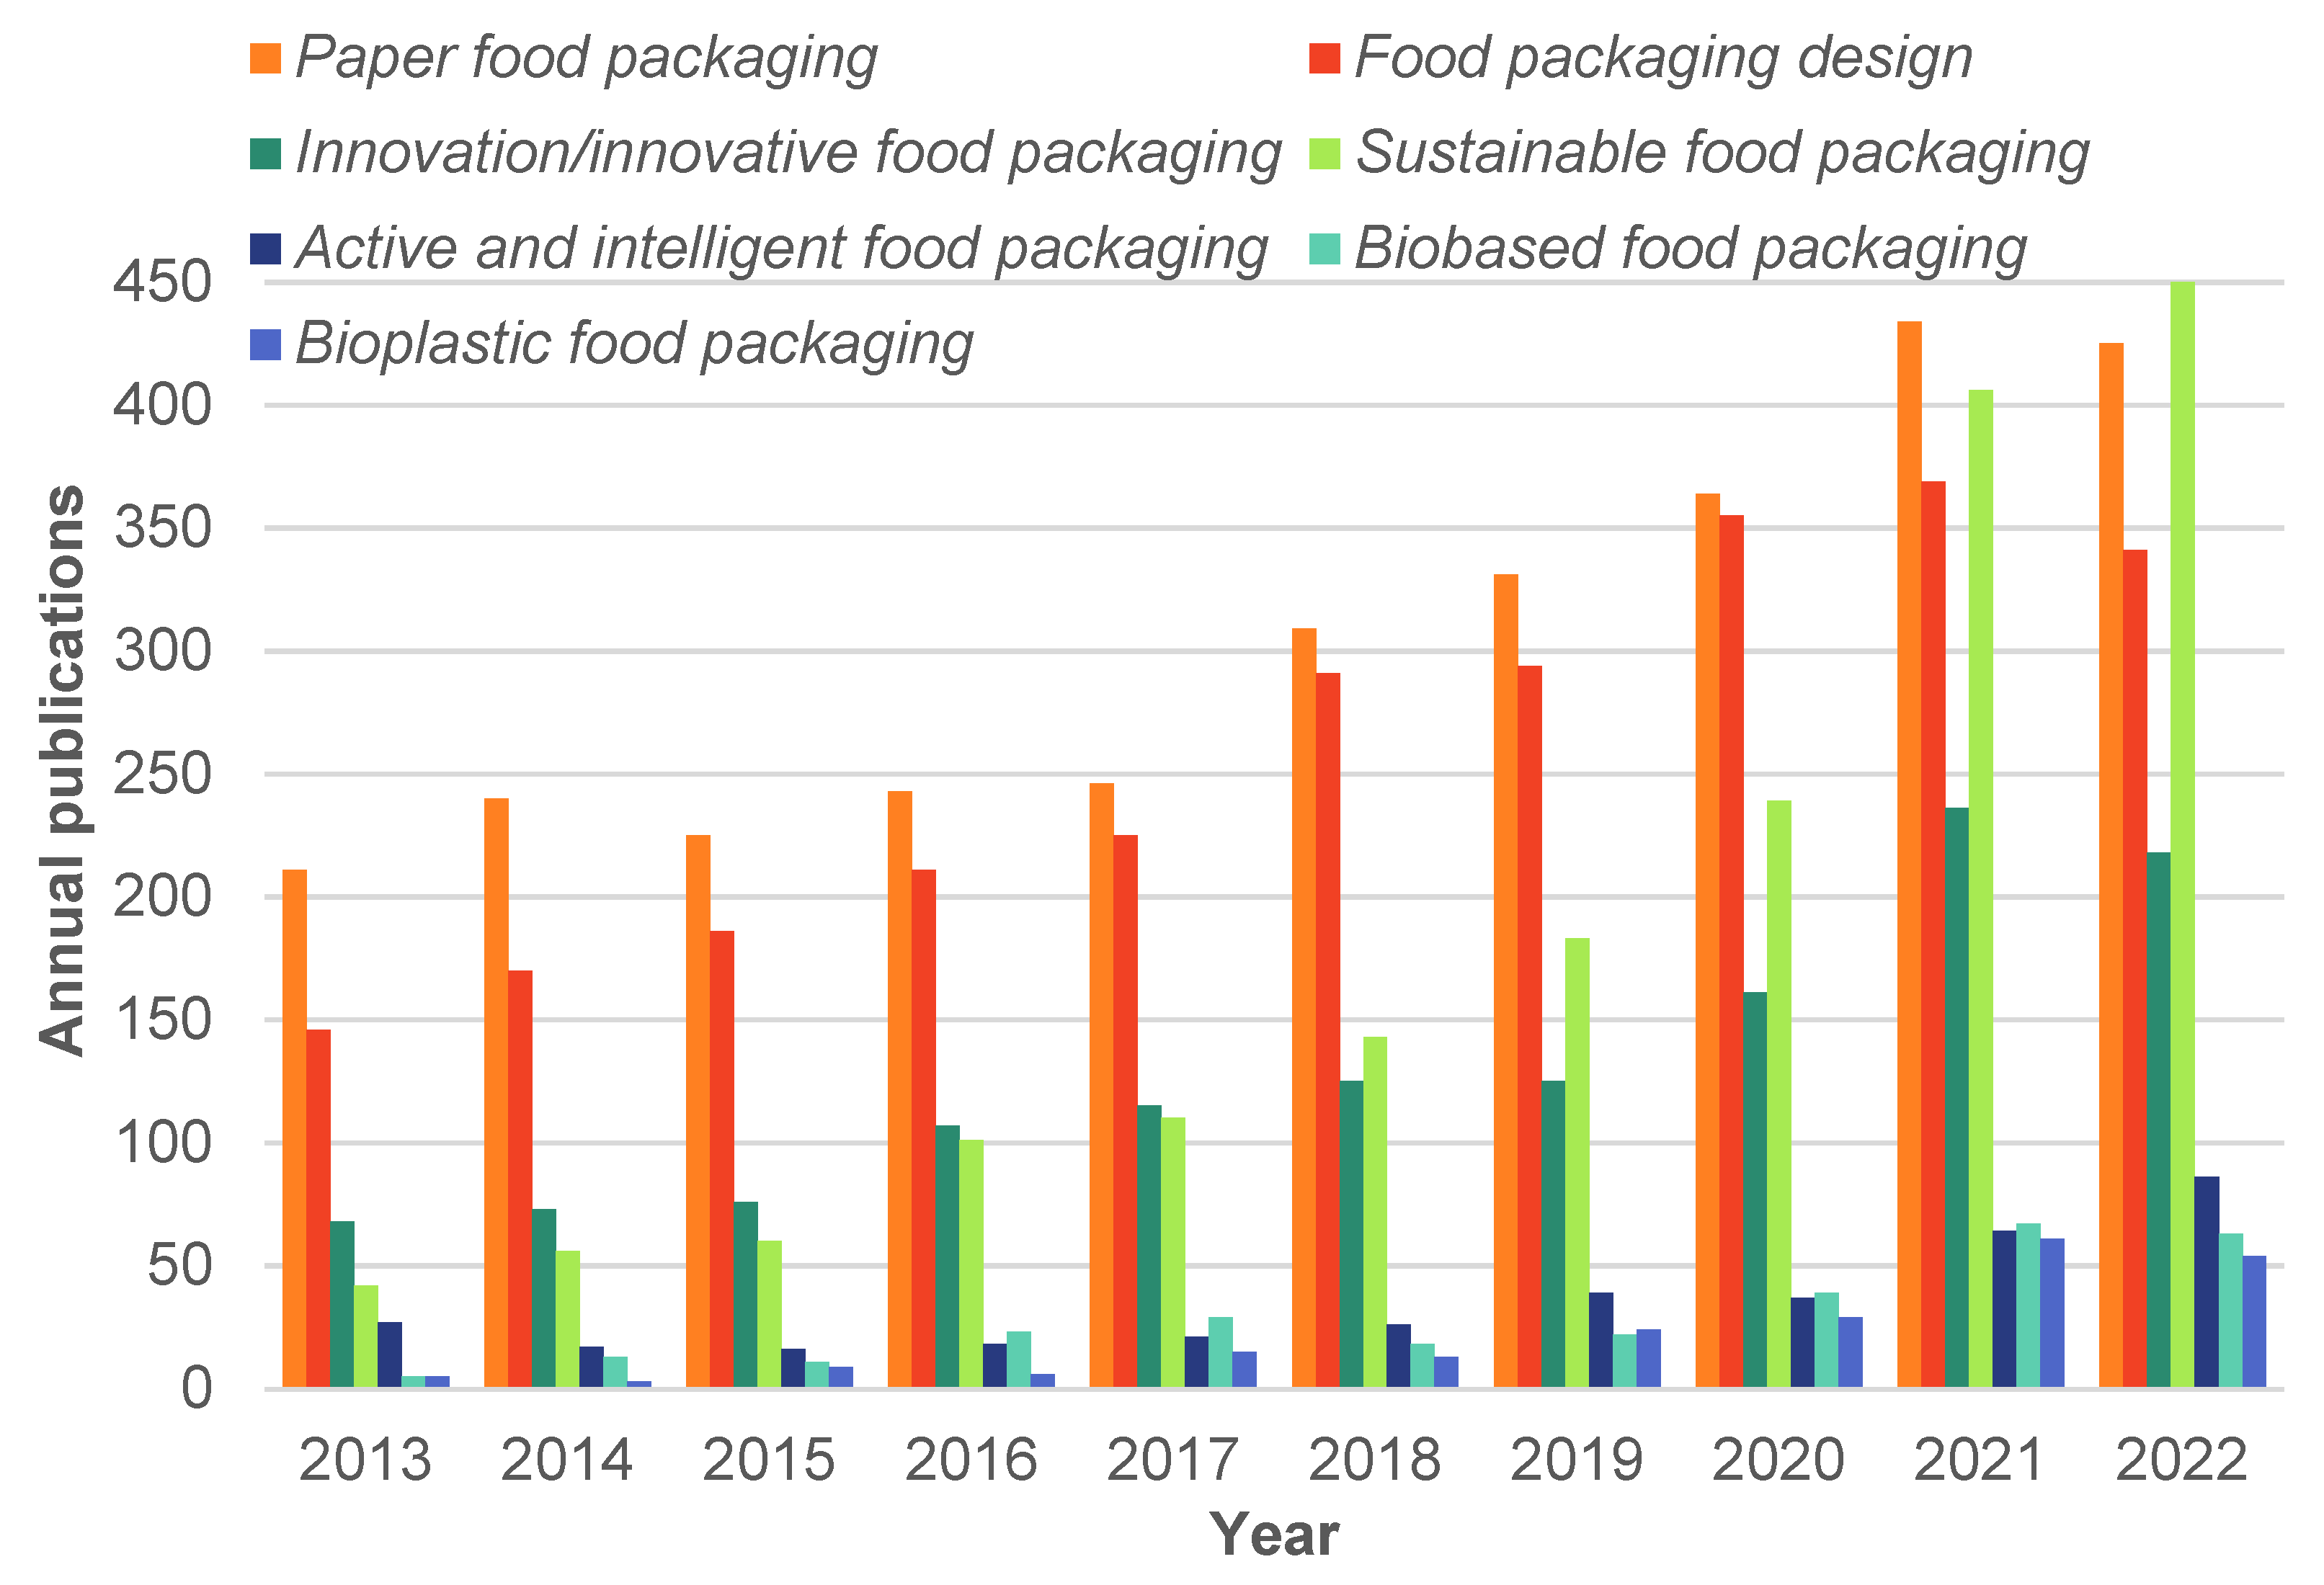 Paper food packaging
Food packaging design
Innovation/innovative food packaging
Sustainable food packaging
Active and intelligent food packaging
Biobased food packaging
Bioplastic food packaging
450
400
350
300
250
200
150
100
50
0
Annual publications
2013 2014 2015 2016 2017 2018 2019 2020 2021 2022
Year